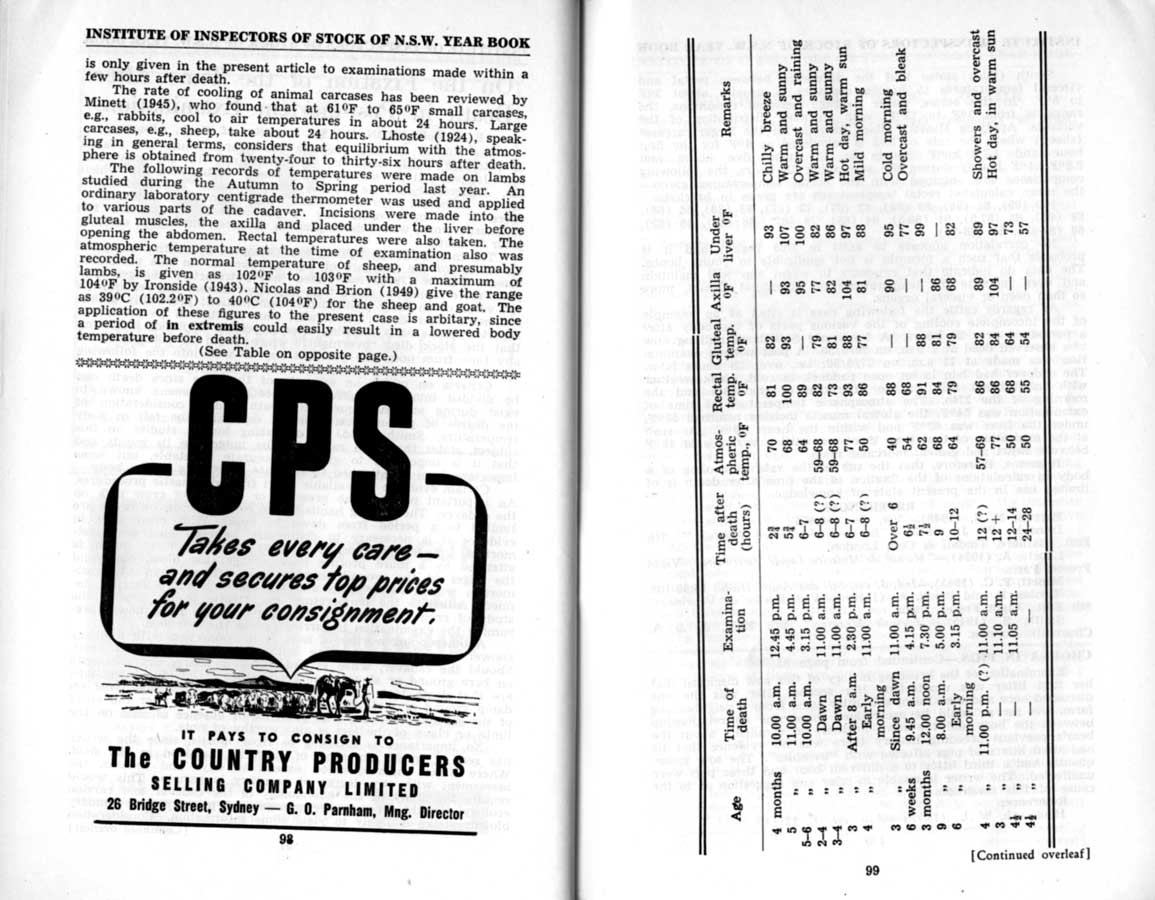 INSTITUTE OF INSPECTORS OF STOCK OF N.S.W. YEAR BOOK
is only given in the present article to examinations made within a
few hours after death.
The rate of cooling of animal carcases has been reviewed by
Minett (1945), who found that at 61°F to 65°F small carcases,
e.g., rabbits, cool to air temperatures in about 24 hours. Large
carcases, e.g., sheep, take about 24 hours. Lhoste (1924), speak-
ing in general terms, considers that equilibrium with the atmos-
phere is obtained from twenty-four to thirty-six hours after death.
The following records of temperatures were made on lambs
studied during the Autumn to Spring period last year. An
ordinary laboratory centigrade thermometer was used and applied
to various parts of the cadaver. Incisions were made into the
gluteal muscles, the axilla and placed under the liver before
opening the abdomen. Rectal temperatures were also taken. The
atmospheric temperature at the time of examination also was
recorded. The normal temperature of sheep, and presumably
lambs, is given as 102°F to 103°F with a maximum of
104°F by Ironside (1943). Nicolas and Brion (1949) give the range
as 39°C (102.2°F) to 40°C (104°F) for the sheep and goat. The
application of these figures to the present case is arbitrary, since
a period of in extremis could easily result in a lowered body
temperature before death.
(See Table on opposite page.)
CPS
Takes every care —
and secures top prices
for your consignment.
IT PAYS TO CONSIGN TO
The COUNTRY PRODUCERS
SELLING COMPANY LIMITED
26 Bridge Street, Sydney — G. O. Parnham, Mng. Director
98
Age Time of death Examina-tion Time after death (hours) Atmos-pheric temp., °F Rectal temp. °F Gluteal temp. °F Axilla °F Under liver °F Remarks
4 months 10.00 a.m. 12.45 p.m. 2¾ 70 81 82 — 93 Chilly breeze
5 „ 11.00 a.m. 4.45 p.m. 5¾ 68 100 93 93 107 Warm and sunny
5–6 „ 10.00 a.m. 3.15 p.m. 6–7 64 89 — 95 100 Overcast and raining
2–4 „ Dawn 11.00 a.m. 6–8 (?) 59–68 82 79 77 82 Warm and sunny
3–4 „ Dawn 11.00 a.m. 6–8 (?) 59–68 73 81 82 86 Warm and sunny
3 „ After 8 a.m. 2.30 p.m. 6–7 77 93 88 104 97 Hot day, warm sun
4 „ Early 11.00 a.m. 6–8 (?) 50 86 77 81 88 Mild morning
morning
3 „ Since dawn 11.00 a.m. Over 6 40 88 — 90 95 Cold morning
6 weeks 9.45 a.m. 4.15 p.m. 6½ 54 68 — — 77 Overcast and bleak
3 months 12.00 noon 7.30 p.m. 7½ 62 91 88 — 99
9 „ 8.00 a.m. 5.00 p.m. 9 68 84 81 86 —
6 „ Early 3.15 p.m. 10–12 64 79 79 68 82
morning
4 „ 11.00 p.m. (?) 11.00 a.m. 12 (?) 57–69 86 82 89 89 Showers and overcast
3 „ — 11.10 a.m. 12 + 77 86 84 104 97 Hot day, in warm sun
4½ „ — 11.05 a.m. 12–14 50 68 64 — 73
4½ „ — — 24–28 50 55 54 — 57
[Continued overleaf]
99